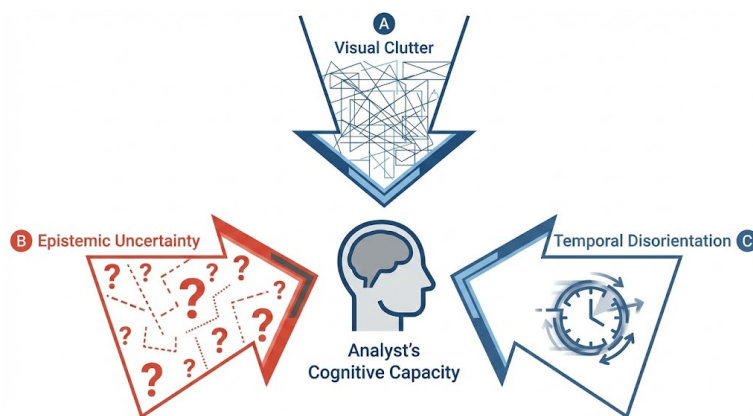 A
Visual Clutter
B Epistemic Uncertainty
? ? ? ? ? ? ? ? ? ? ?
Temporal Disorientation C
Analyst's
Cognitive Capacity